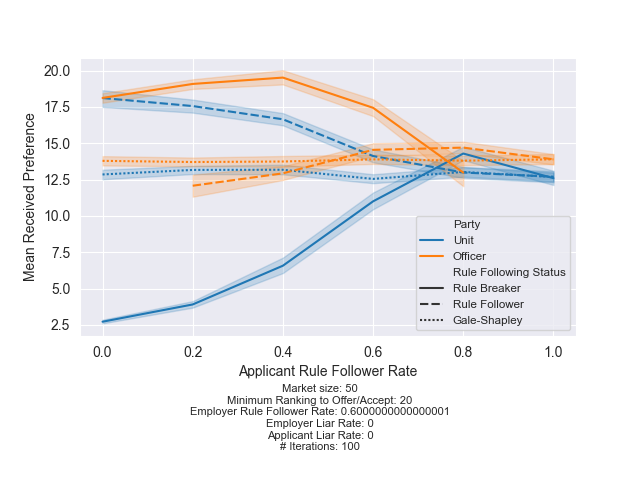 20.0
17.5
15.0
12.5
10.0
7.5
5.0
2.5
Mean Received Preference
Party
Unit
Officer
Rule Following Status
Rule Breaker
Rule Follower
Gale-Shapley
0.0 0.2 0.4 0.6 0.8 1.0
Applicant Rule Follower Rate
Market size: 50
Minimum Ranking to Offer/Accept: 20
Employer Rule Follower Rate: 0.6000000000000001
Employer Liar Rate: 0
Applicant Liar Rate: 0
# Iterations: 100